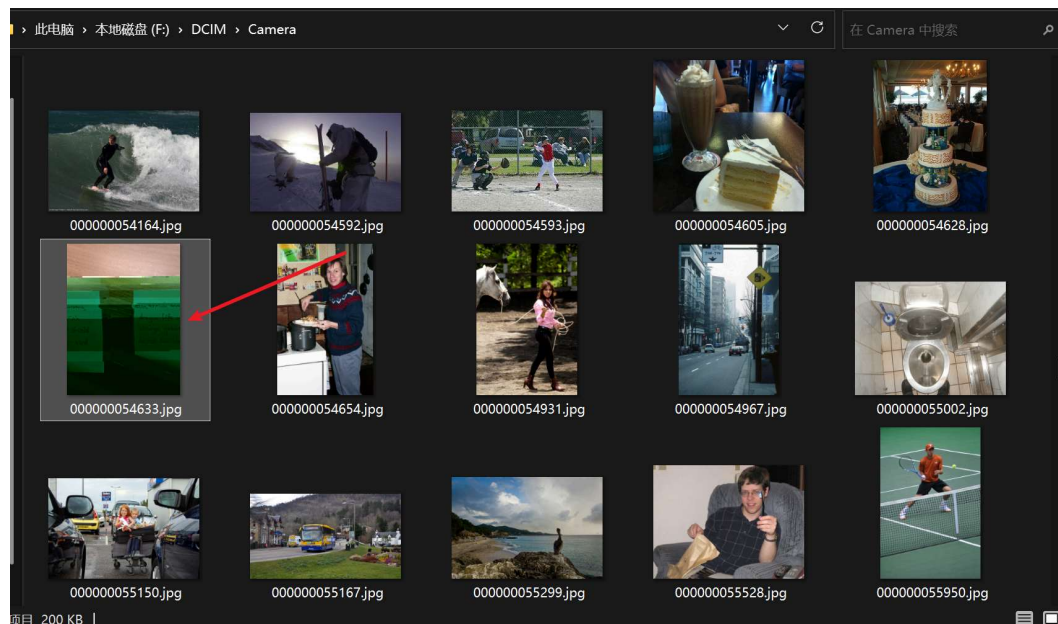 › 此电脑 › 本地磁盘 (F:) › DCIM › Camera
在 Camera 中搜索
000000054164.jpg
000000054592.jpg
000000054593.jpg
000000054605.jpg
000000054628.jpg
000000054633.jpg
000000054654.jpg
000000054931.jpg
000000054967.jpg
000000055002.jpg
000000055150.jpg
000000055167.jpg
000000055299.jpg
000000055528.jpg
000000055950.jpg
项目 200 KB